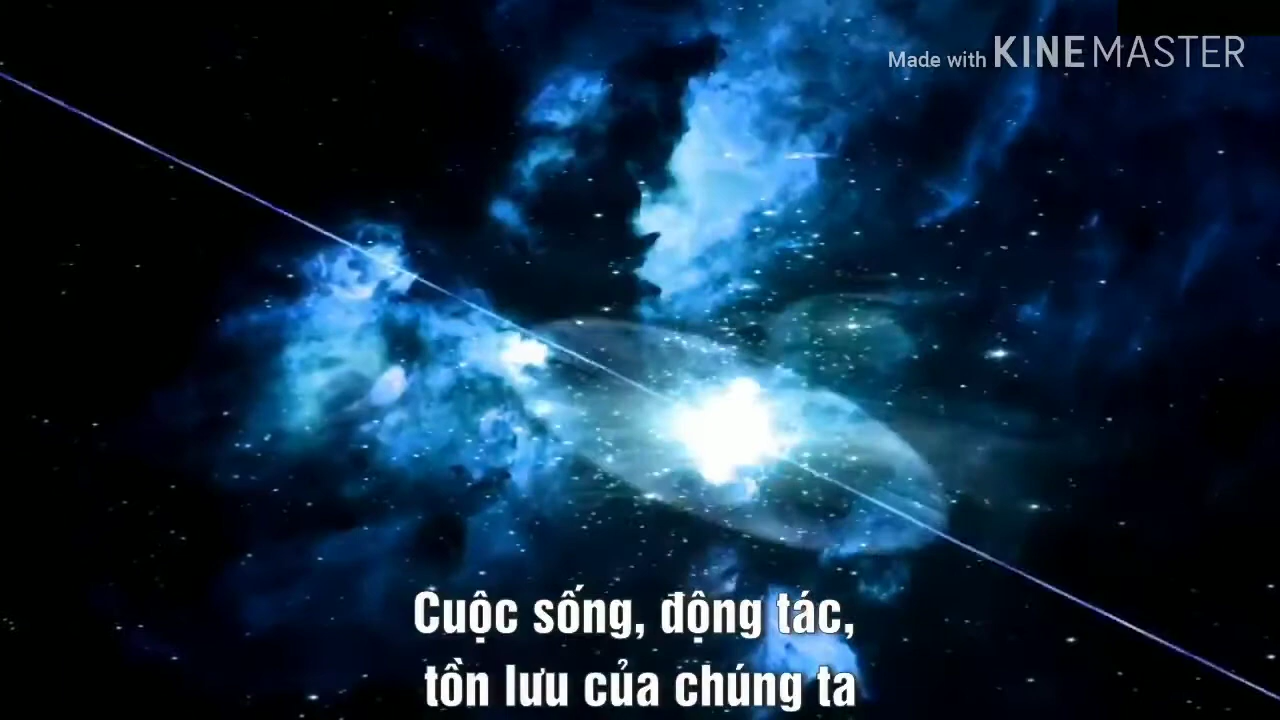 Made with KINEMASTER
Cuộc sống, động tác,
tồn lưu của chúng ta